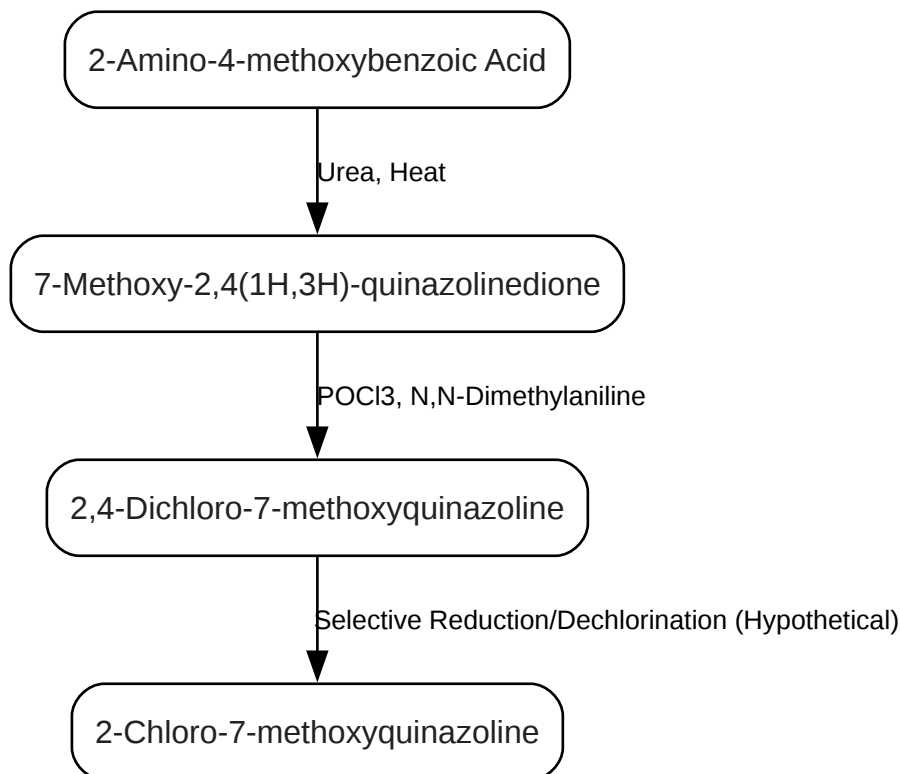 2-Amino-4-methoxybenzoic Acid
Urea, Heat
7-Methoxy-2,4(1H,3H)-quinazolinedione
POCl3, N,N-Dimethylaniline
2,4-Dichloro-7-methoxyquinazoline
Selective Reduction/Dechlorination (Hypothetical)
2-Chloro-7-methoxyquinazoline